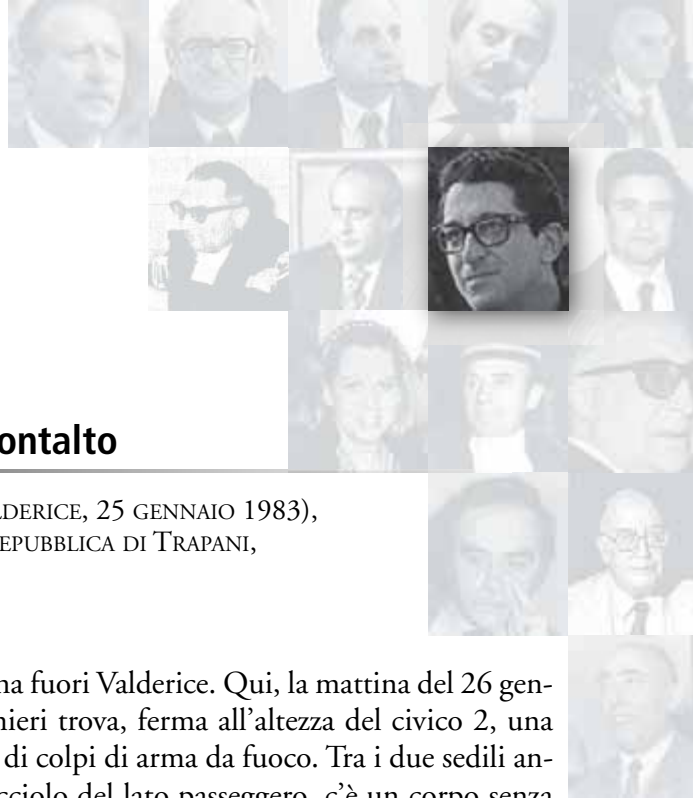 ontalto
LDERICE, 25 GENNAIO 1983),
EPUBBLICA DI TRAPANI,
na fuori Valderice. Qui, la mattina del 26 gen-
nieri trova, ferma all’altezza del civico 2, una
di colpi di arma da fuoco. Tra i due sedili an-
cciolo del lato passeggero, c’è un corpo senza